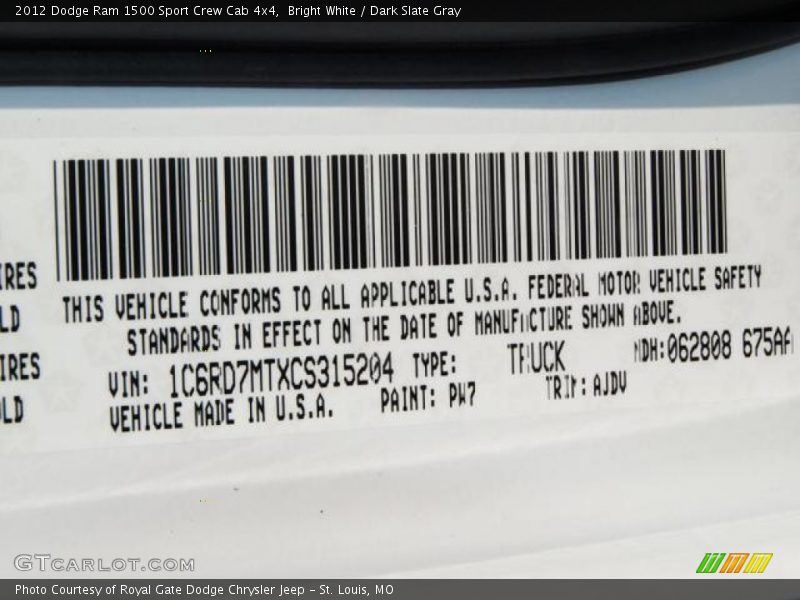 2012 Dodge Ram 1500 Sport Crew Cab 4x4, Bright White / Dark Slate Gray
THIS VEHICLE CONFORMS TO ALL APPLICABLE U.S.A. FEDERAL MOTOR VEHICLE SAFETY
STANDARDS IN EFFECT ON THE DATE OF MANUFACTURE SHOWN ABOVE.
IRES
LD
IRES
LD
VIN: 1C6RD7MTXCS315204 TYPE: TRUCK MDH:062808 675AA
VEHICLE MADE IN U.S.A. PAINT: PW7 TRIM: AJDV
GTCARLOT.COM
Photo Courtesy of Royal Gate Dodge Chrysler Jeep – St. Louis, MO